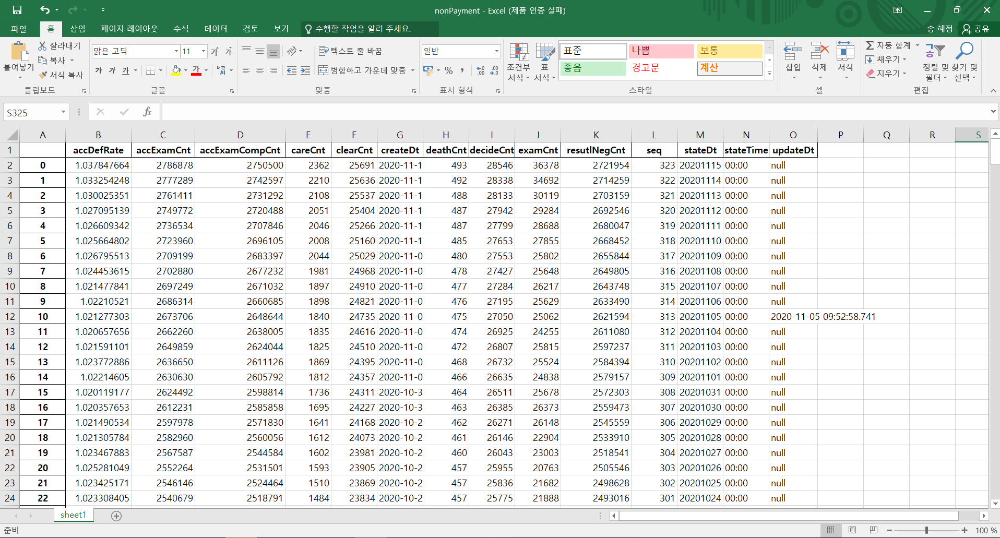 nonPayment - Excel (제품 인증 실패)
파일 홈 삽입 페이지 레이아웃 수식 데이터 검토 보기 수행할 작업을 알려 주세요. 송 혜정 공유
붙여넣기 잘라내기 복사 서식 복사 클립보드
맑은 고딕 11 가 가
가 가 가 가 내천 글꼴
텍스트 줄 바꿈 병합하고 가운데 맞춤 맞춤
일반 % , 표시 형식
조건부 서식 표 서식
표준 나쁨 보통
좋음 경고문 계산
스타일
삽입 삭제 서식 셀
자동 합계 채우기 지우기 정렬 및 필터 찾기 및 선택 편집
S325 fx
A B C D E F G H I J K L M N O P Q R S
1 accDefRate accExamCnt accExamCompCnt careCnt clearCnt createDt deathCnt decideCnt examCnt resutlNegCnt seq stateDt stateTime updateDt
2 0 1.037847664 2786878 2750500 2362 25691 2020-11-1 493 28546 36378 2721954 323 20201115 00:00 null
3 1 1.033254248 2777289 2742597 2210 25636 2020-11-1 492 28338 34692 2714259 322 20201114 00:00 null
4 2 1.030025351 2761411 2731292 2108 25537 2020-11-1 488 28133 30119 2703159 321 20201113 00:00 null
5 3 1.027095139 2749772 2720488 2051 25404 2020-11-1 487 27942 29284 2692546 320 20201112 00:00 null
6 4 1.026609342 2736534 2707846 2046 25266 2020-11-1 487 27799 28688 2680047 319 20201111 00:00 null
7 5 1.025664802 2723960 2696105 2008 25160 2020-11-1 485 27653 27855 2668452 318 20201110 00:00 null
8 6 1.026795513 2709199 2683397 2044 25029 2020-11-0 480 27553 25802 2655844 317 20201109 00:00 null
9 7 1.024453615 2702880 2677232 1981 24968 2020-11-0 478 27427 25648 2649805 316 20201108 00:00 null
10 8 1.021477841 2697249 2671032 1897 24910 2020-11-0 477 27284 26217 2643748 315 20201107 00:00 null
11 9 1.02210521 2686314 2660685 1898 24821 2020-11-0 476 27195 25629 2633490 314 20201106 00:00 null
12 10 1.021277303 2673706 2648644 1840 24735 2020-11-0 475 27050 25062 2621594 313 20201105 00:00 2020-11-05 09:52:58.741
13 11 1.020657656 2662260 2638005 1835 24616 2020-11-0 474 26925 24255 2611080 312 20201104 00:00 null
14 12 1.021591101 2649859 2624044 1825 24510 2020-11-0 472 26807 25815 2597237 311 20201103 00:00 null
15 13 1.023772886 2636650 2611126 1869 24395 2020-11-0 468 26732 25524 2584394 310 20201102 00:00 null
16 14 1.02214605 2630630 2605792 1812 24357 2020-11-0 466 26635 24838 2579157 309 20201101 00:00 null
17 15 1.020119177 2624492 2598814 1736 24311 2020-10-3 464 26511 25678 2572303 308 20201031 00:00 null
18 16 1.020357653 2612231 2585858 1695 24227 2020-10-3 463 26385 26373 2559473 307 20201030 00:00 null
19 17 1.021490534 2597978 2571830 1641 24168 2020-10-2 462 26271 26148 2545559 306 20201029 00:00 null
20 18 1.021305784 2582960 2560056 1612 24073 2020-10-2 461 26146 22904 2533910 305 20201028 00:00 null
21 19 1.023467883 2567587 2544584 1602 23981 2020-10-2 460 26043 23003 2518541 304 20201027 00:00 null
22 20 1.025281049 2552264 2531501 1593 23905 2020-10-2 457 25955 20763 2505546 303 20201026 00:00 null
23 21 1.023425171 2546146 2524464 1510 23869 2020-10-2 457 25836 21682 2498628 302 20201025 00:00 null
24 22 1.023308405 2540679 2518791 1484 23834 2020-10-2 457 25775 21888 2493016 301 20201024 00:00 null
sheet1
준비 100 %